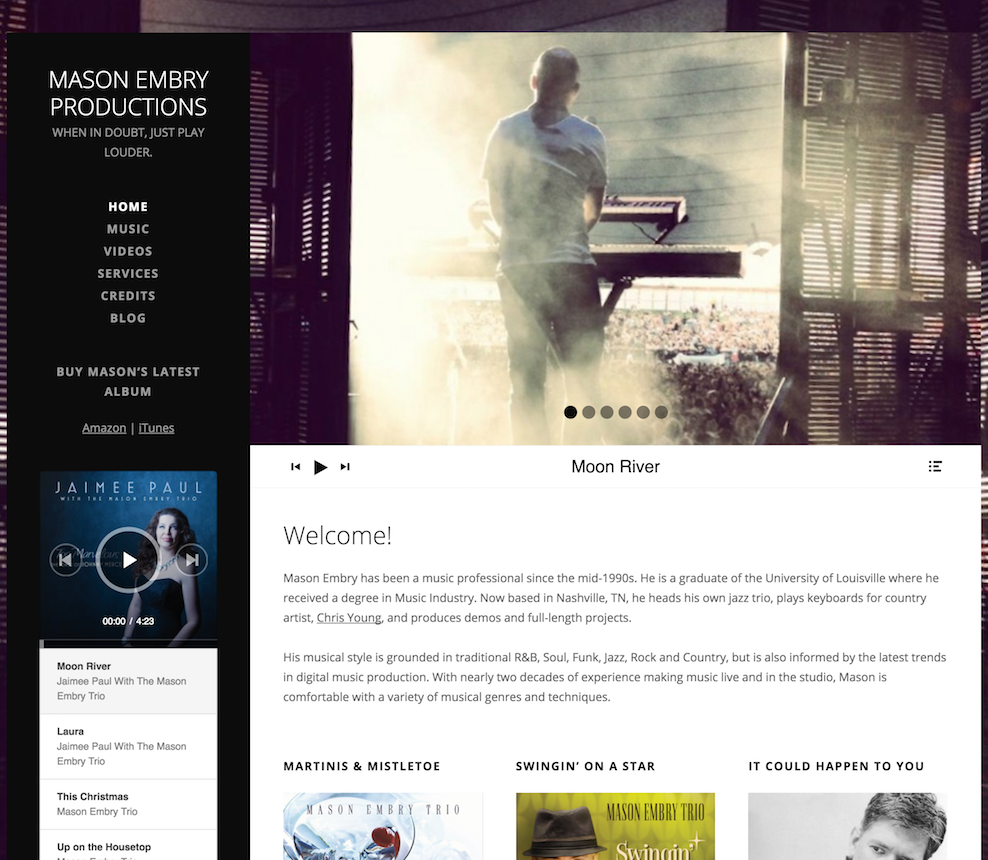 MASON EMBRY
PRODUCTIONS
WHEN IN DOUBT, JUST PLAY
LOUDER.
HOME
MUSIC
VIDEOS
SERVICES
CREDITS
BLOG
BUY MASON'S LATEST
ALBUM
Amazon | iTunes
JAIMEE PAUL
WITH THE MASON EMBRY TRIO
00:00 / 4:23
Moon River
Jaimee Paul With The Mason
Embry Trio
Laura
Jaimee Paul With The Mason
Embry Trio
This Christmas
Mason Embry Trio
Up on the Housetop
Mason Embry Trio
Moon River
Welcome!
Mason Embry has been a music professional since the mid-1990s. He is a graduate of the University of Louisville where he
received a degree in Music Industry. Now based in Nashville, TN, he heads his own jazz trio, plays keyboards for country
artist, Chris Young, and produces demos and full-length projects.
His musical style is grounded in traditional R&B, Soul, Funk, Jazz, Rock and Country, but is also informed by the latest trends
in digital music production. With nearly two decades of experience making music live and in the studio, Mason is
comfortable with a variety of musical genres and techniques.
MARTINIS & MISTLETOE
MASON EMBRY TRIO
SWINGIN' ON A STAR
MASON EMBRY TRIO
Swingin'
IT COULD HAPPEN TO YOU